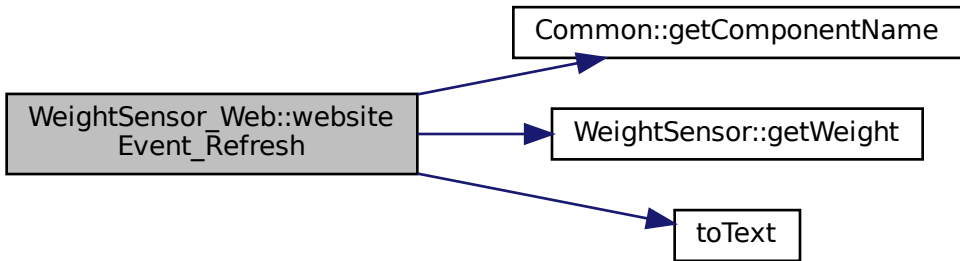 Common::getComponentName
WeightSensor_Web::website
Event_Refresh
WeightSensor::getWeight
toText